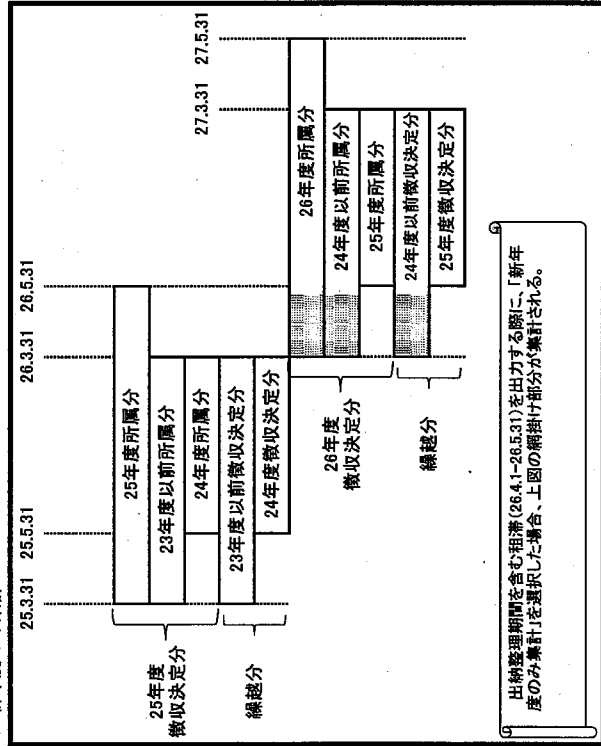 25.3.31
25.5.31
26.3.31
26.5.31
27.3.31
27.5.31
25年度
徴収決定分
25年度所属分
23年度以前所属分
24年度所属分
繰越分
23年度以前徴収決定分
24年度徴収決定分
26年度
徴収決定分
26年度所属分
24年度以前所属分
25年度所属分
繰越分
24年度以前徴収決定分
25年度徴収決定分
出納整理期間を含む租滞(26.4.1-26.5.31)を出力する際に、「新年
度のみ集計」を選択した場合、上図の網掛け部分が集計される。